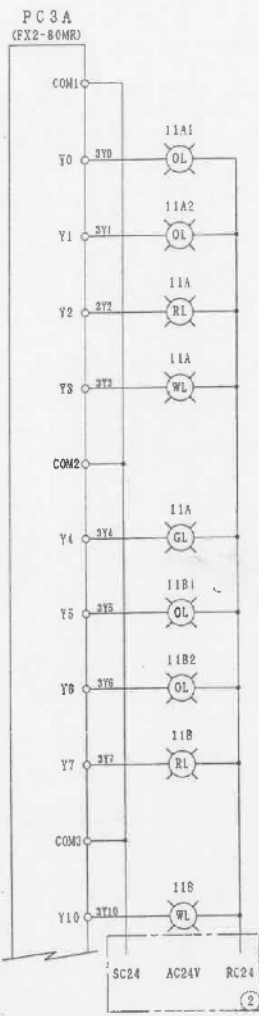 PC3A
(FX2-80MR)
COM1
11A1
Y0 3Y0 OL
11A2
Y1 3Y1 OL
11A
Y2 3Y2 RL
11A
Y3 3Y3 WL
COM2
11A
Y4 3Y4 GL
11B1
Y5 3Y5 OL
11B2
Y6 3Y6 OL
11B
Y7 3Y7 RL
COM3
11B
Y10 3Y10 WL
SC24 AC24V RC24
2